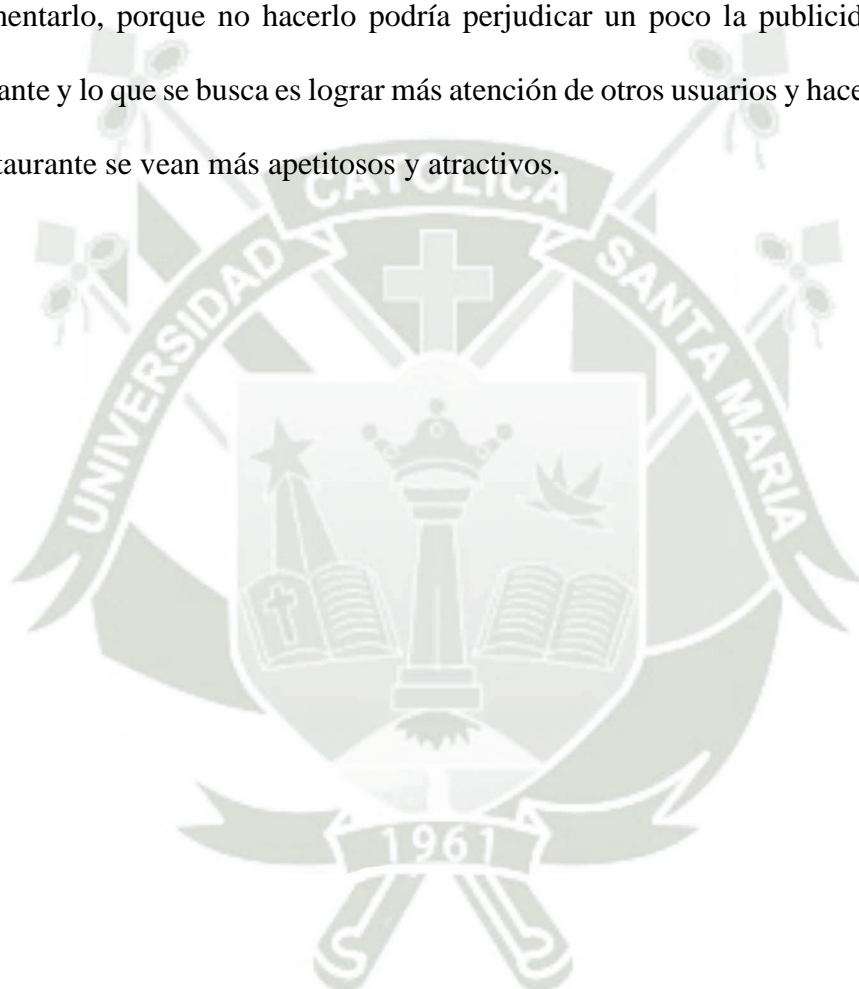 mentarlo, porque no hacerlo podría perjudicar un poco la publicid
ante y lo que se busca es lograr más atención de otros usuarios y hace
taurante se vean más apetitosos y atractivos.
UNIVERSIDAD CATOLICA SANTA MARIA
1961